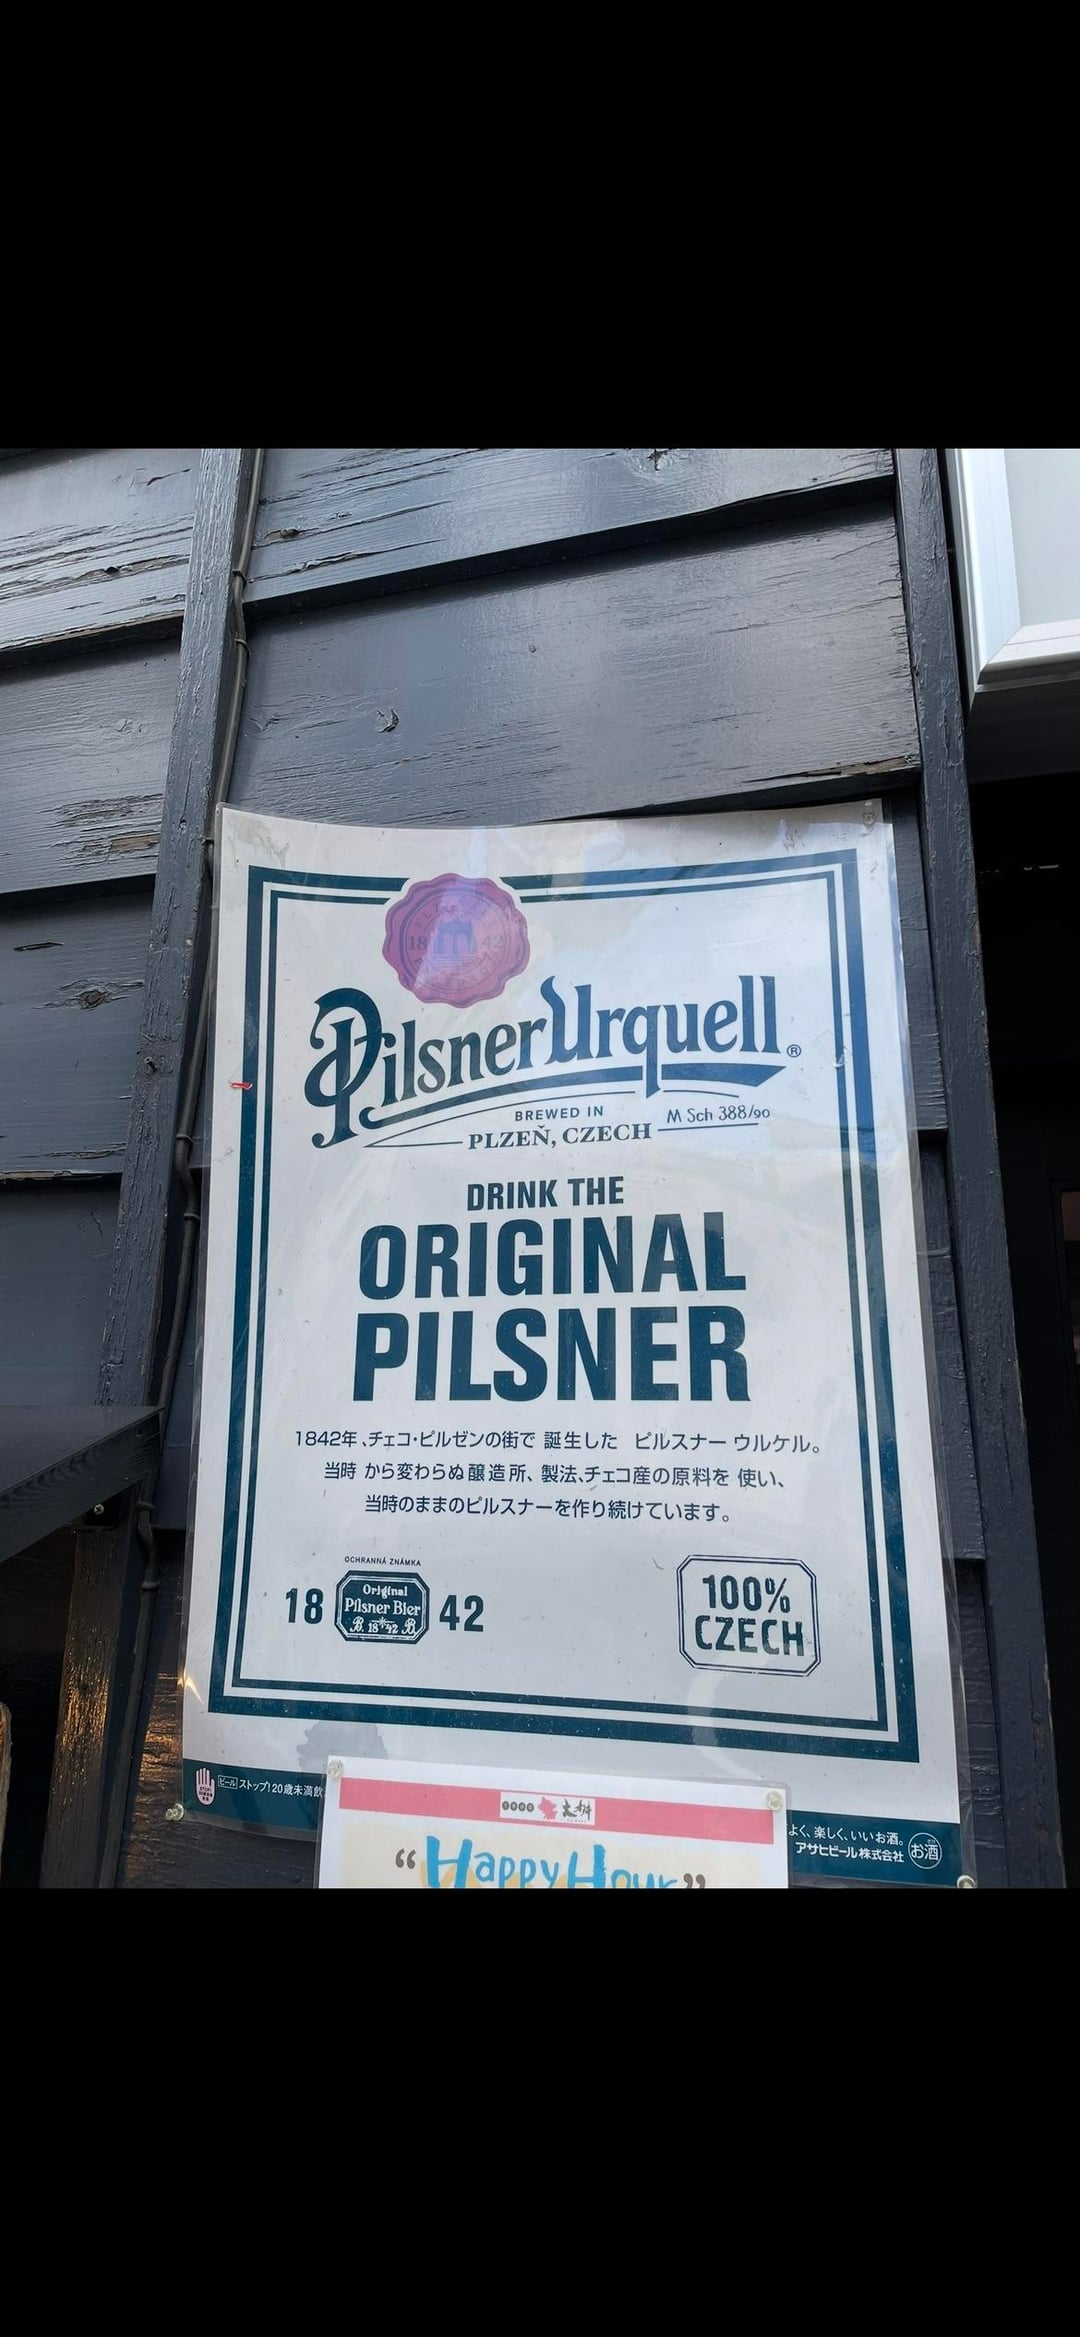 18 42
Pilsner Urquell ®
BREWED IN
PLZEŇ, CZECH
M Sch 388/90
DRINK THE
ORIGINAL
PILSNER
1842年、チェコ・ピルゼンの街で 誕生した ピルスナー ウルケル。
当時 から変わらぬ醸造所、製法、チェコ産の原料を 使い、
当時のままのピルスナーを作り続けています。
OCHRANNÁ ZNÁMKA
18
Original
Pilsner Bier
B. 18 42 B.
42
100%
CZECH
ビール ストップ!20歳未満飲
よく、楽しく、いいお酒。
アサヒビール株式会社
お酒
“Happy Hour”